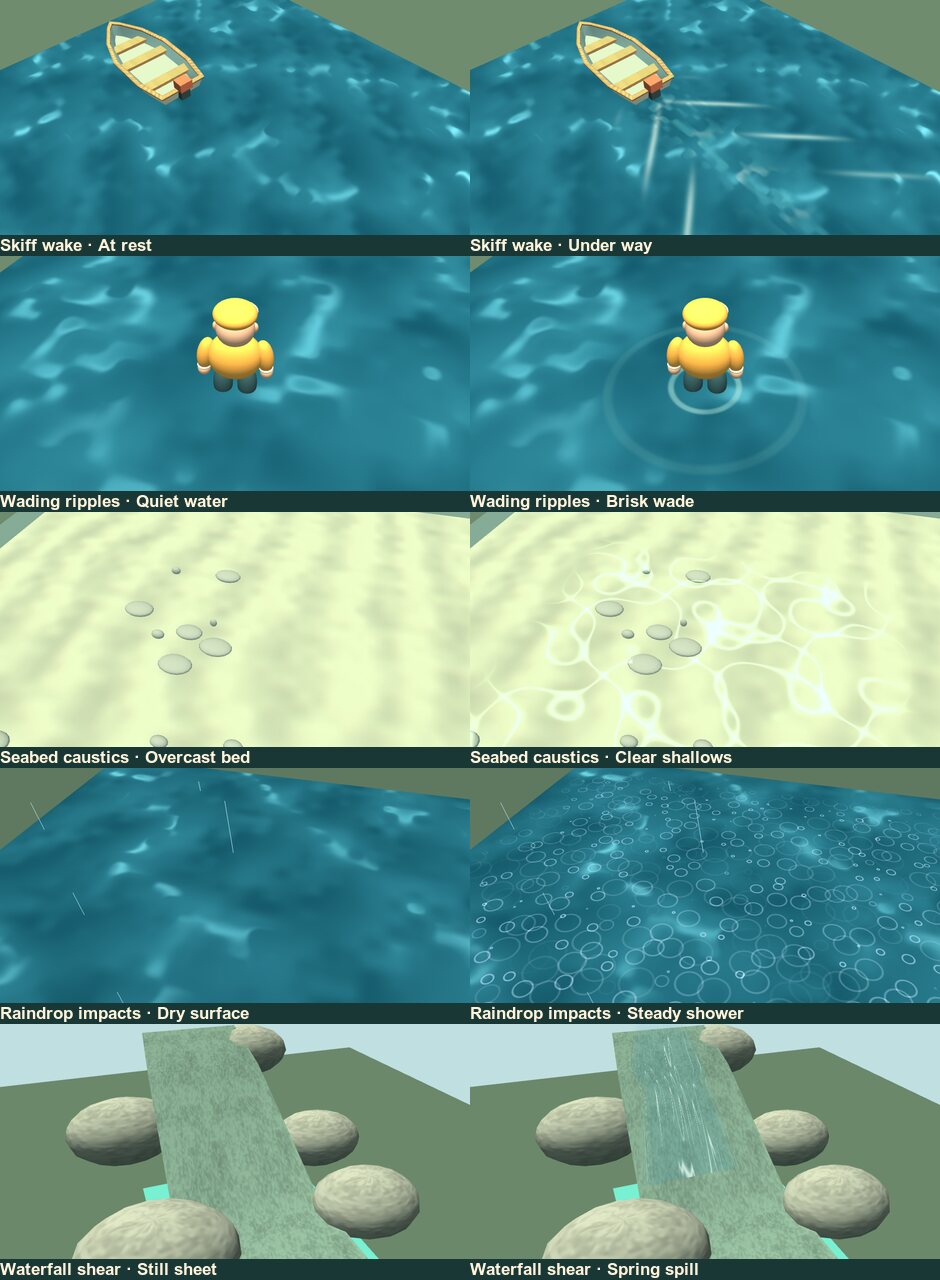 Skiff wake · At rest
Skiff wake · Under way
Wading ripples · Quiet water
Wading ripples · Brisk wade
Seabed caustics · Overcast bed
Seabed caustics · Clear shallows
Raindrop impacts · Dry surface
Raindrop impacts · Steady shower
Waterfall shear · Still sheet
Waterfall shear · Spring spill